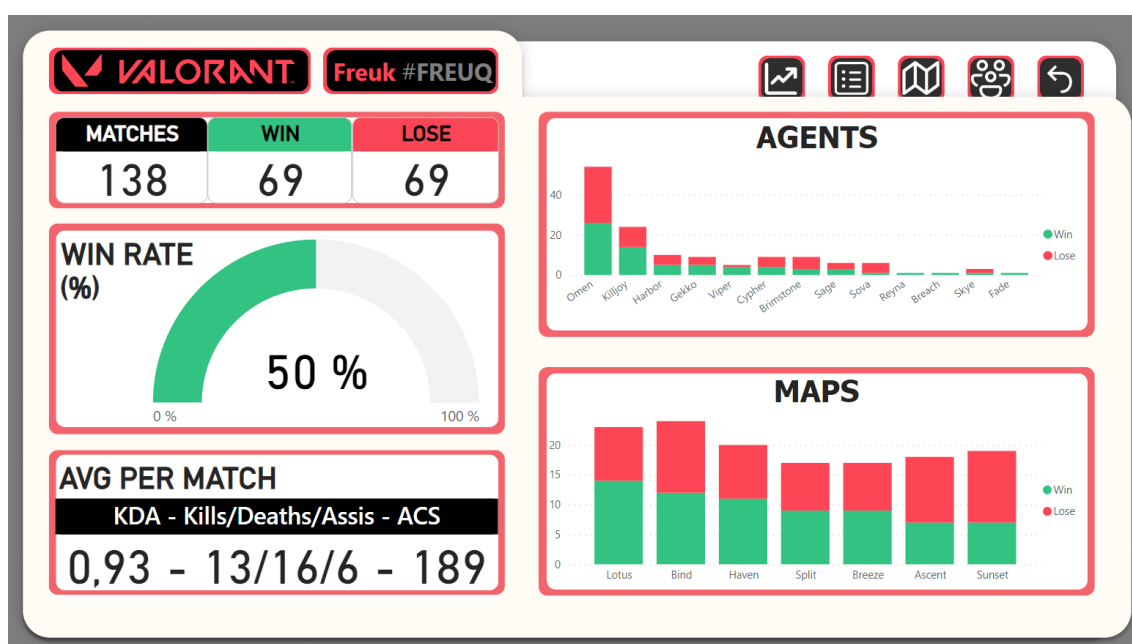 VALORANT
Freuk #FREUQ
MATCHES WIN LOSE
138 69 69
WIN RATE
(%)
50 %
0 % 100 %
AVG PER MATCH
KDA - Kills/Deaths/Assis - ACS
0,93 - 13/16/6 - 189
AGENTS
40
20
0
Win
Lose
Omen Killjoy Harbor Gekko Viper Cypher Brimstone Sage Sova Reyna Breach Skye Fade
MAPS
20
15
10
5
0
Win
Lose
Lotus Bind Haven Split Breeze Ascent Sunset